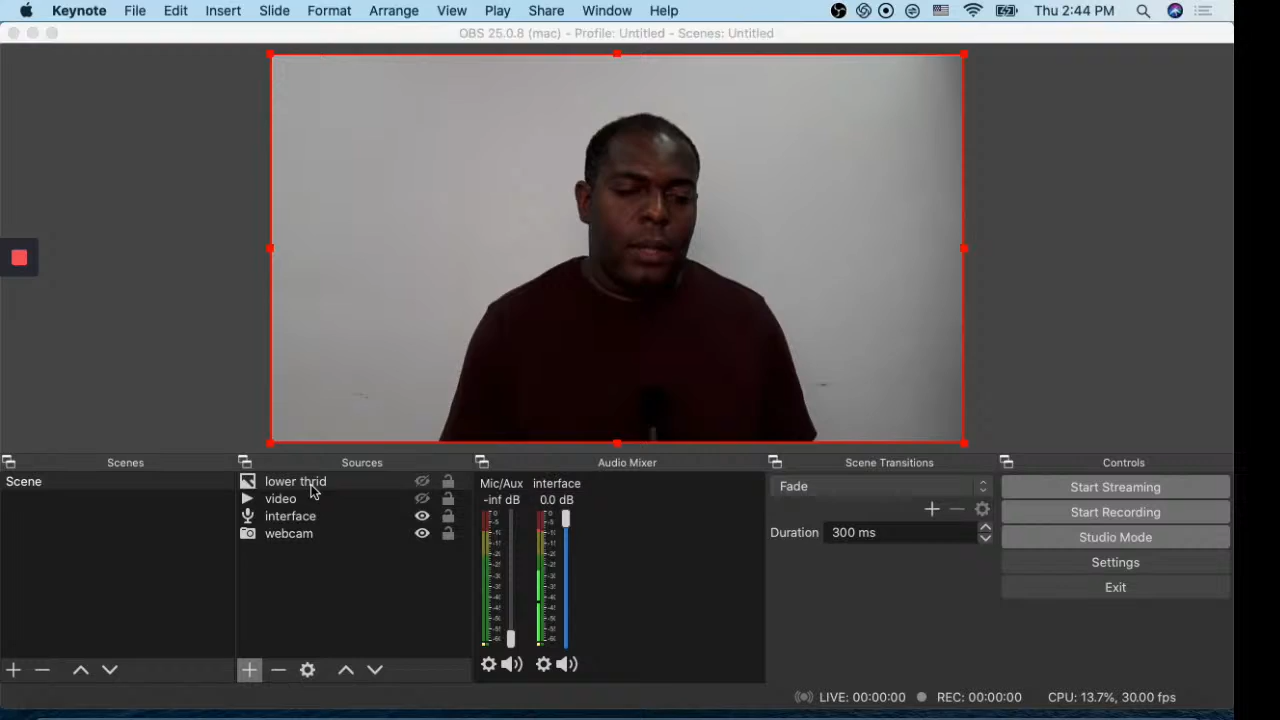 Keynote File Edit Insert Slide Format Arrange View Play Share Window Help Thu 2:44 PM
OBS 25.0.8 (mac) - Profile: Untitled - Scenes: Untitled
Scenes Sources Audio Mixer Scene Transitions Controls
Scene
lower thrid
video
interface
webcam
Mic/Aux interface
-inf dB 0.0 dB
Fade
Duration 300 ms
Start Streaming
Start Recording
Studio Mode
Settings
Exit
LIVE: 00:00:00 REC: 00:00:00 CPU: 13.7%, 30.00 fps